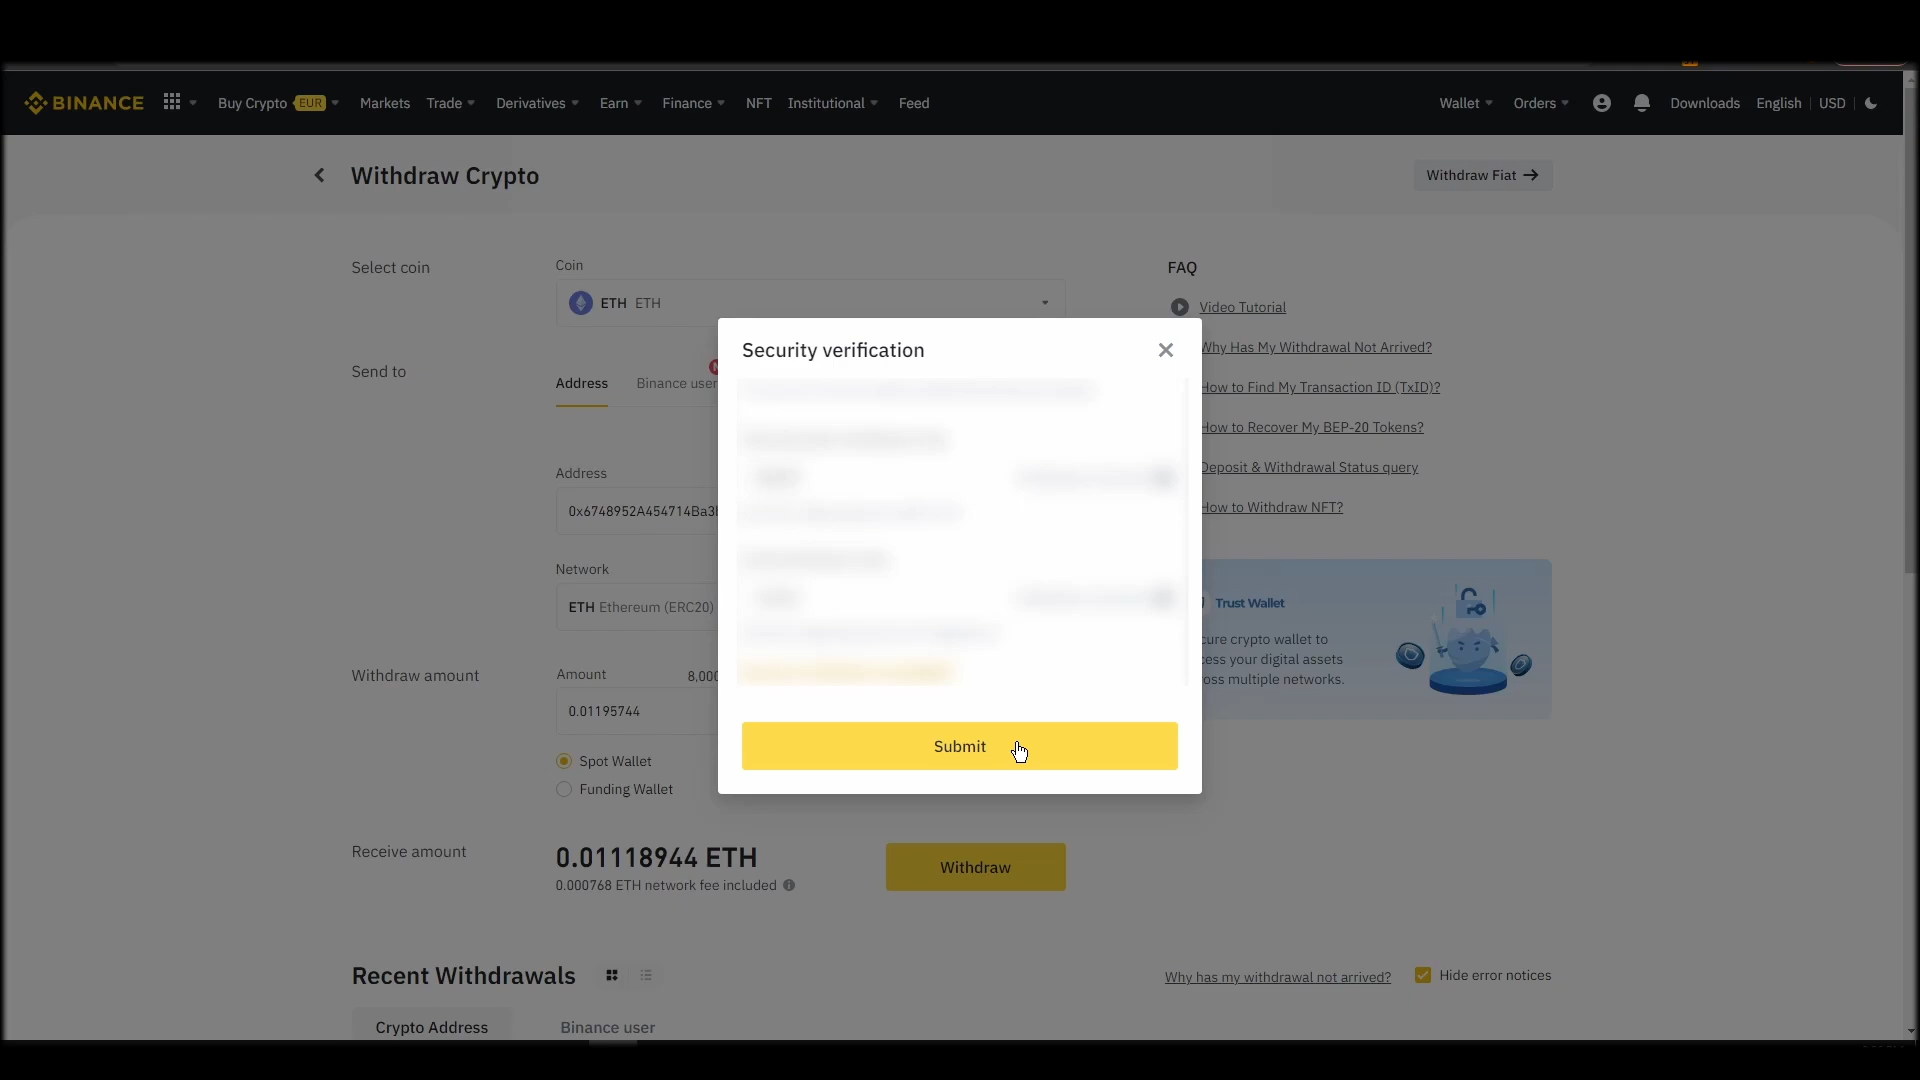 BINANCE Buy Crypto EUR Markets Trade Derivatives Earn Finance NFT Institutional Feed Wallet Orders Downloads English USD
Withdraw Crypto
Withdraw Fiat →
Select coin
Coin
ETH ETH
FAQ
Video Tutorial
Why Has My Withdrawal Not Arrived?
How to Find My Transaction ID (TxID)?
How to Recover My BEP-20 Tokens?
Deposit & Withdrawal Status query
How to Withdraw NFT?
Security verification
Submit
Send to
Address Binance user
Address
0x6748952A454714Ba3
Network
ETH Ethereum (ERC20)
Trust Wallet
cure crypto wallet to
cess your digital assets
oss multiple networks.
Withdraw amount
Amount 8,000
0.01195744
Spot Wallet
Funding Wallet
Receive amount
0.01118944 ETH
0.000768 ETH network fee included
Withdraw
Recent Withdrawals
Why has my withdrawal not arrived?
Hide error notices
Crypto Address Binance user